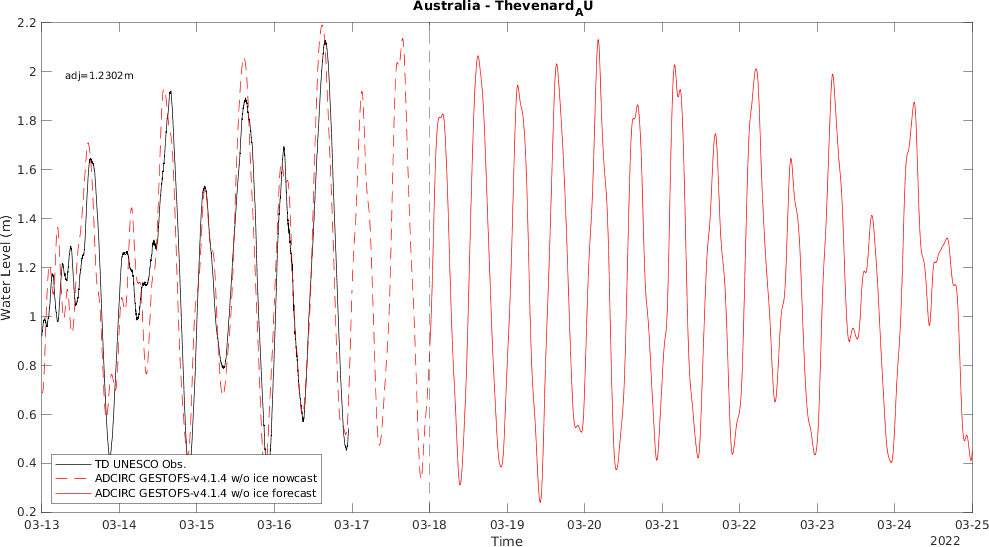 Australia - Thevenard_AU
adj=1.2302m
Water Level (m)
2.2
2
1.8
1.6
1.4
1.2
1
0.8
0.6
0.4
0.2
TD UNESCO Obs.
ADCIRC GESTOFS-v4.1.4 w/o ice nowcast
ADCIRC GESTOFS-v4.1.4 w/o ice forecast
03-13 03-14 03-15 03-16 03-17 03-18 03-19 03-20 03-21 03-22 03-23 03-24 03-25
Time
2022